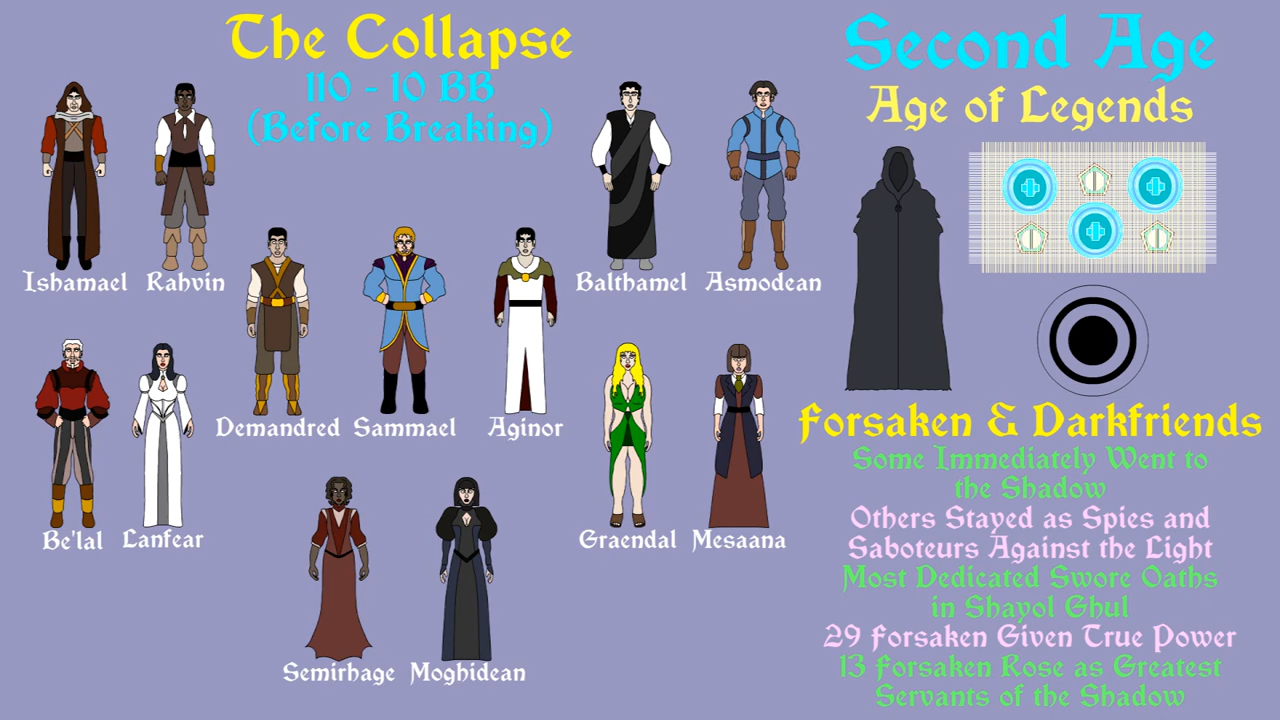 The Collapse
110 - 10 BB
(Before Breaking)
Second Age
Age of Legends
Ishamael
Rahvin
Balthamel
Asmodean
Demandred
Sammael
Aginor
Be'lal
Lanfear
Graendal
Mesaana
Semirhage
Moghidean
Forsaken & Darkfriends
Some Immediately Went to
the Shadow
Others Stayed as Spies and
Saboteurs Against the Light
Most Dedicated Swore Oaths
in Shayol Ghul
29 Forsaken Given True Power
13 Forsaken Rose as Greatest
Servants of the Shadow